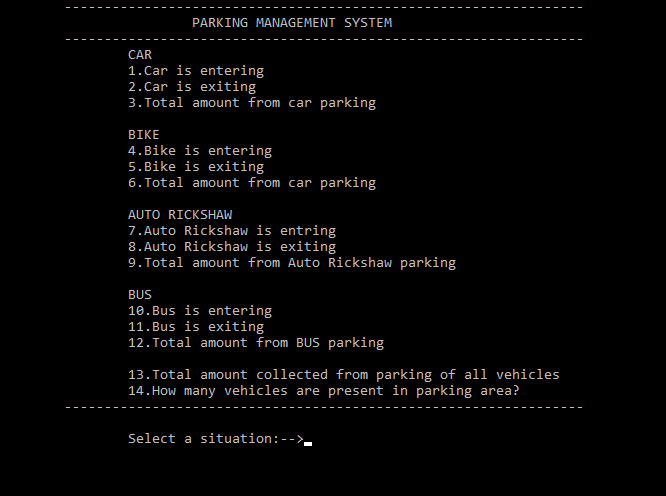 -----------------------------------------------------------------
PARKING MANAGEMENT SYSTEM
-----------------------------------------------------------------
CAR
1.Car is entering
2.Car is exiting
3.Total amount from car parking
BIKE
4.Bike is entering
5.Bike is exiting
6.Total amount from car parking
AUTO RICKSHAW
7.Auto Rickshaw is entring
8.Auto Rickshaw is exiting
9.Total amount from Auto Rickshaw parking
BUS
10.Bus is entering
11.Bus is exiting
12.Total amount from BUS parking
13.Total amount collected from parking of all vehicles
14.How many vehicles are present in parking area?
-----------------------------------------------------------------
Select a situation:-->